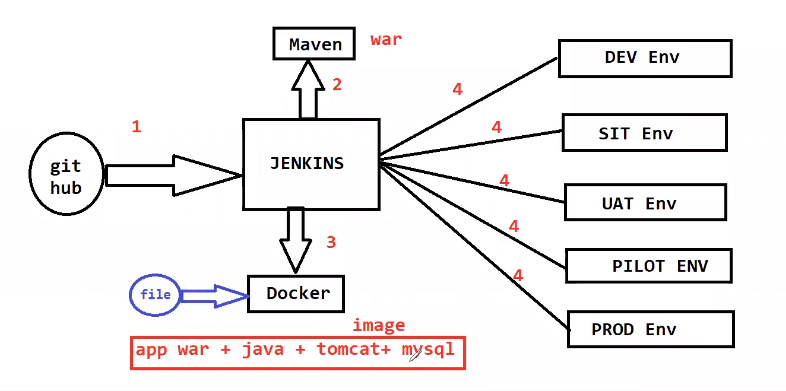 Maven
war
2
1
git
hub
JENKINS
3
file
Docker
image
app war + java + tomcat+ mysql
4
DEV Env
4
SIT Env
4
UAT Env
4
PILOT ENV
4
PROD Env